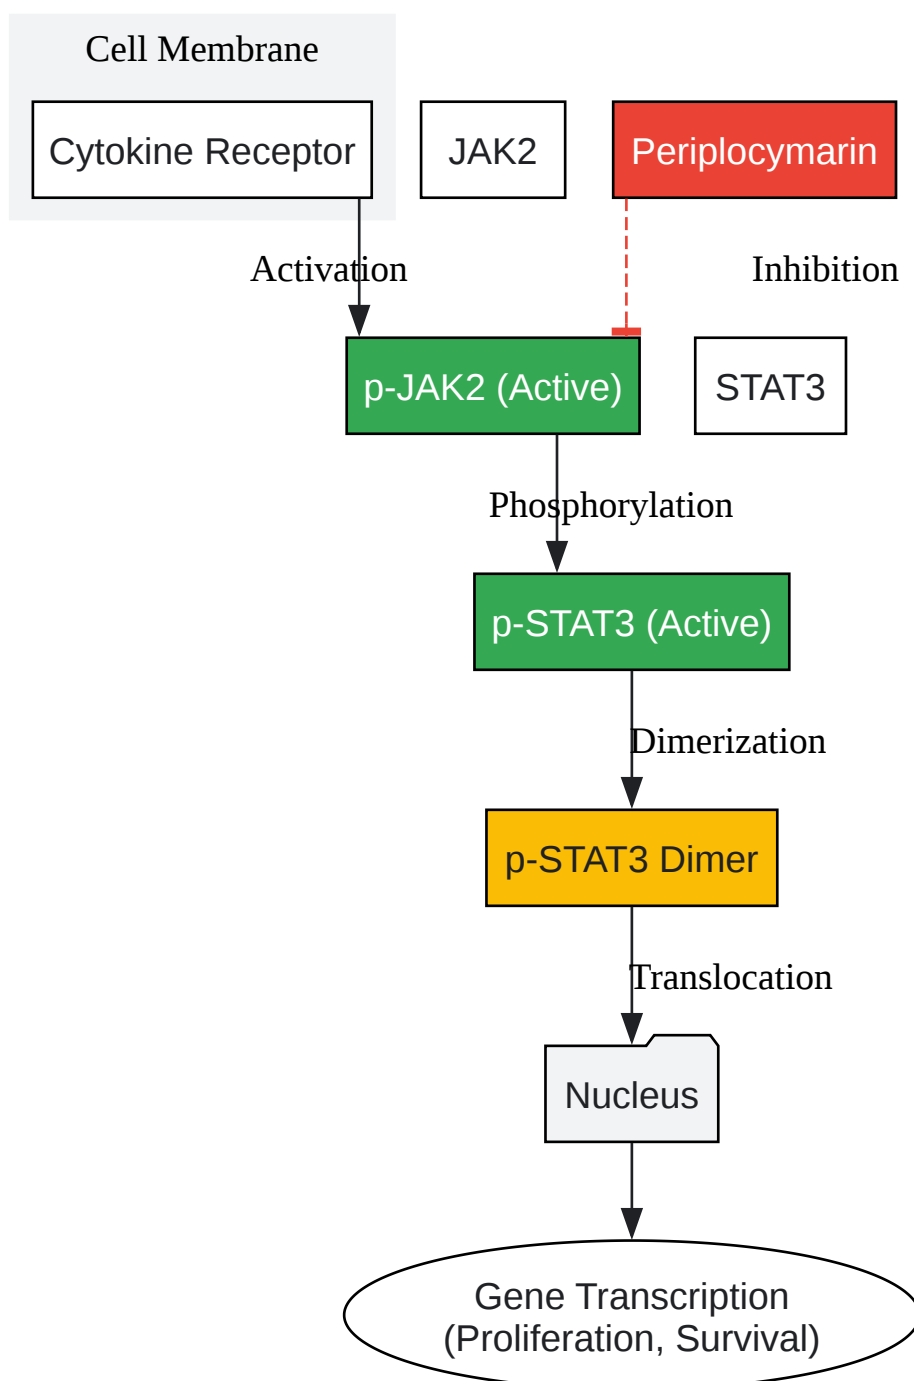 Cell Membrane
Cytokine Receptor
JAK2
Periplocymarin
Activation
Inhibition
p-JAK2 (Active)
STAT3
Phosphorylation
p-STAT3 (Active)
Dimerization
p-STAT3 Dimer
Translocation
Nucleus
Gene Transcription
(Proliferation, Survival)